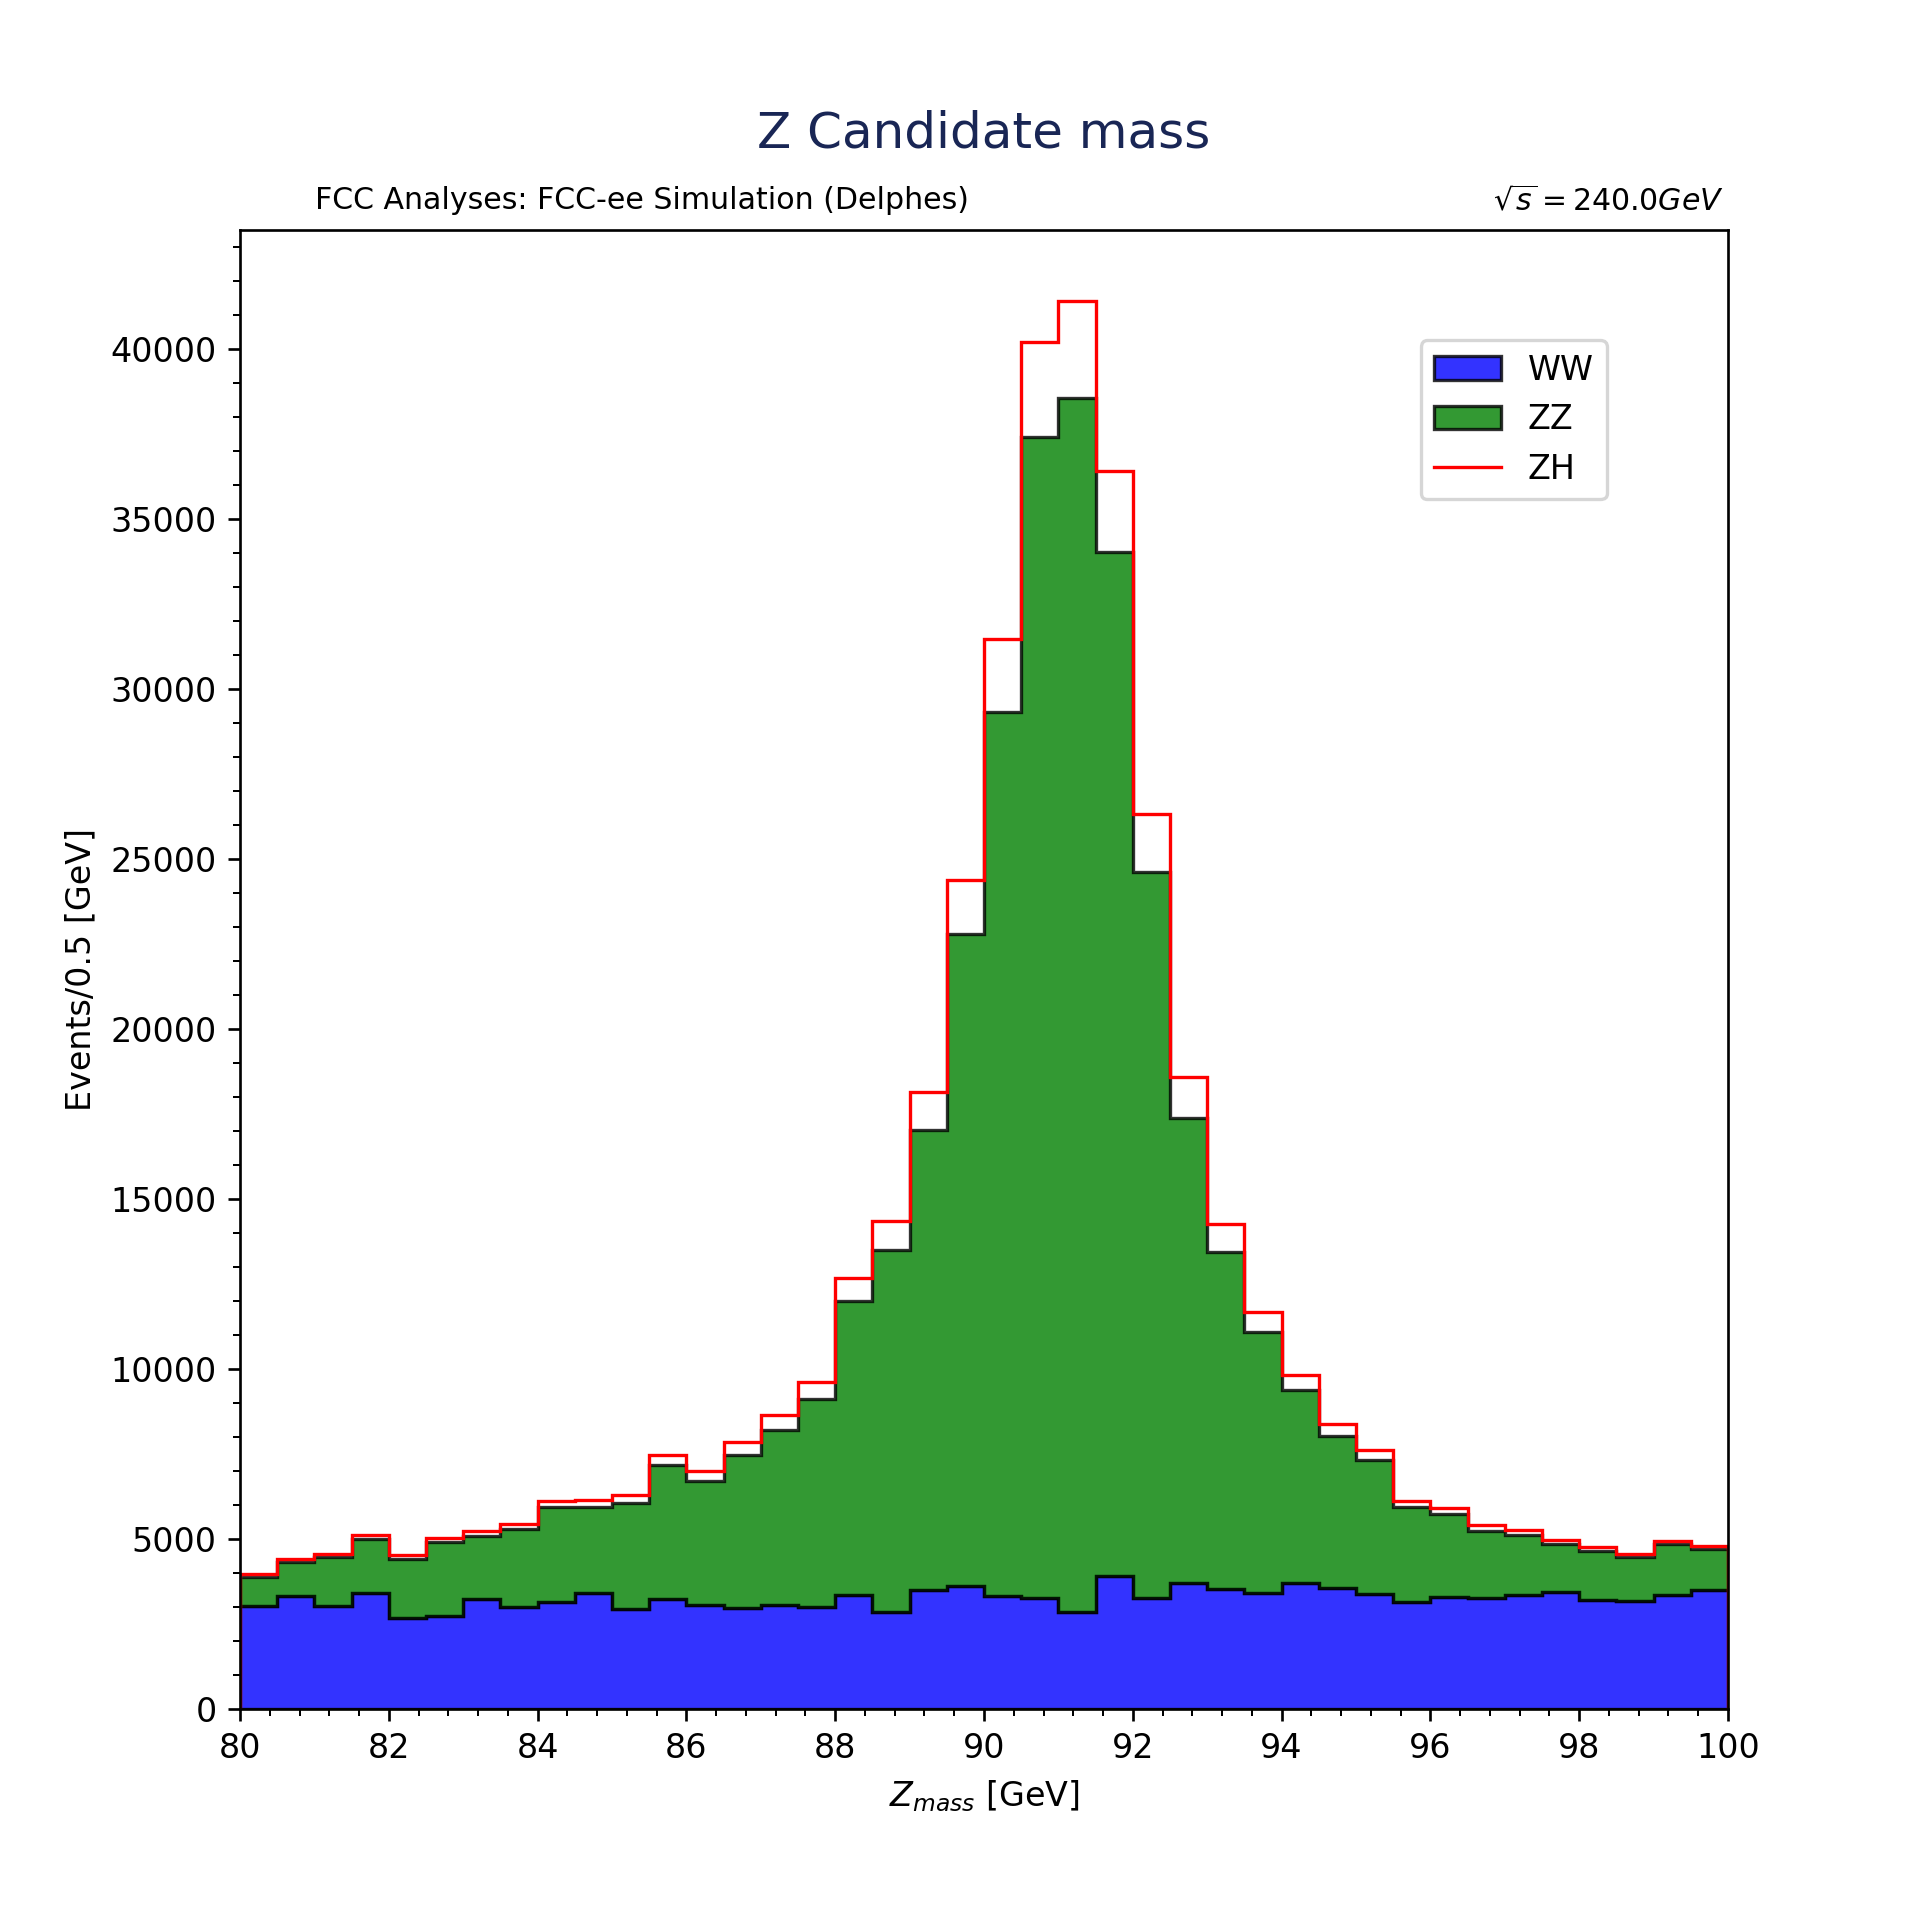 Z Candidate mass
FCC Analyses: FCC-ee Simulation (Delphes)
√s = 240.0GeV
WW
ZZ
ZH
Events/0.5 [GeV]
40000
35000
30000
25000
20000
15000
10000
5000
0
80 82 84 86 88 90 92 94 96 98 100
Z_mass [GeV]